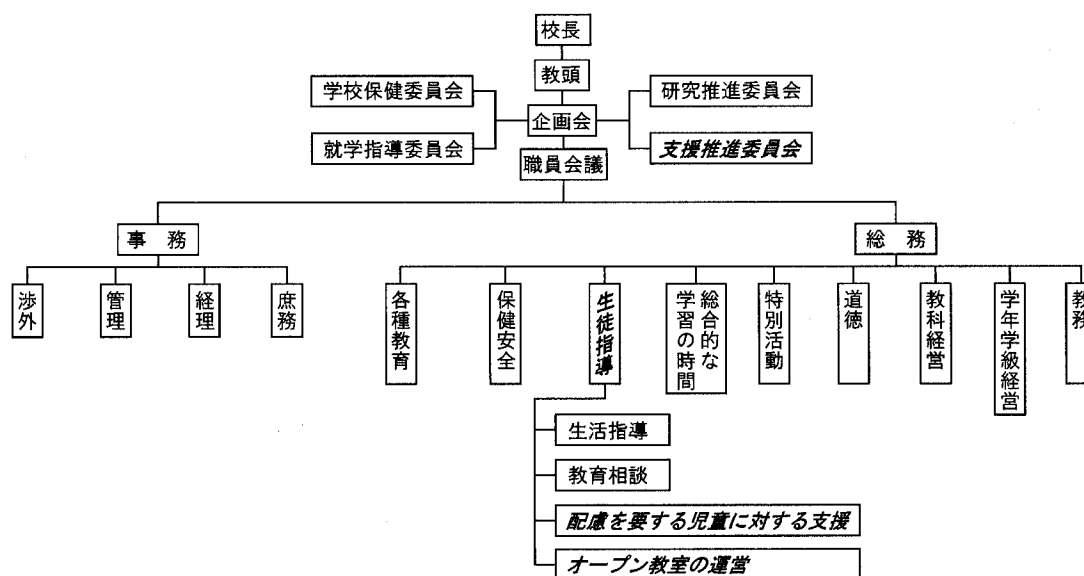 校長
教頭
学校保健委員会
研究推進委員会
企画会
就学指導委員会
支援推進委員会
職員会議
事務
総務
渉外
管理
経理
庶務
各種教育
保健安全
生徒指導
総合的な
学習の時間
特別活動
道徳
教科経営
学年学級経営
教務
生活指導
教育相談
配慮を要する児童に対する支援
オープン教室の運営